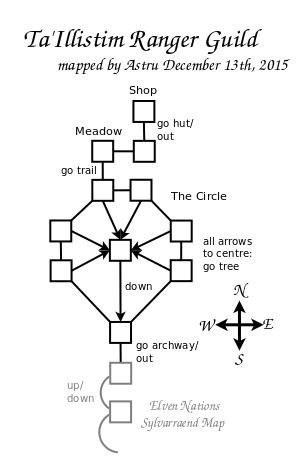 Ta'Illistim Ranger Guild
mapped by Astru December 13th, 2015
Shop
go hut/
out
Meadow
go trail
The Circle
all arrows
to centre:
go tree
down
N
W E
S
go archway/
out
up/
down
Elven Nations
Sylvarraend Map